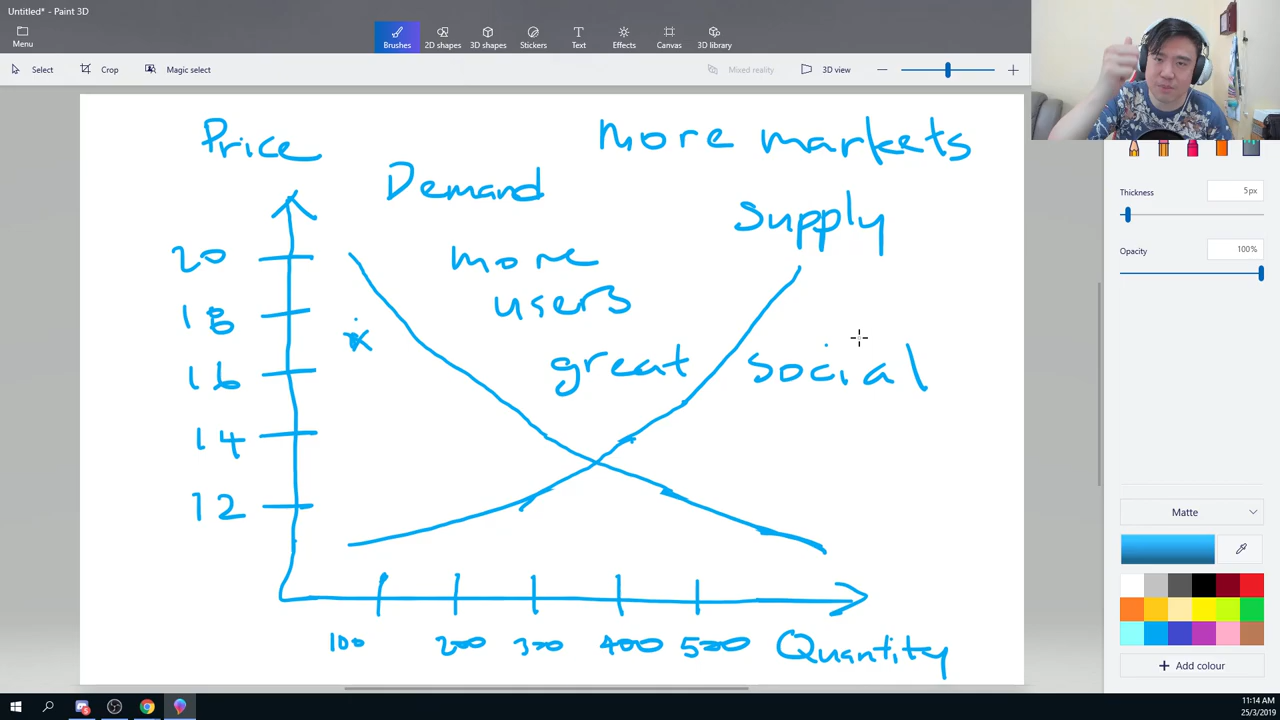 Untitled* - Paint 3D
Menu
Brushes
2D shapes
3D shapes
Stickers
Text
Effects
Canvas
3D library
Select
Crop
Magic select
Mixed reality
3D view
Price
More markets
Demand
Supply
more
users
great
social
20
18
16
14
12
100
200
300
400
500
Quantity
Thickness
5px
Opacity
100%
Matte
Add colour
11:14 AM
25/3/2019